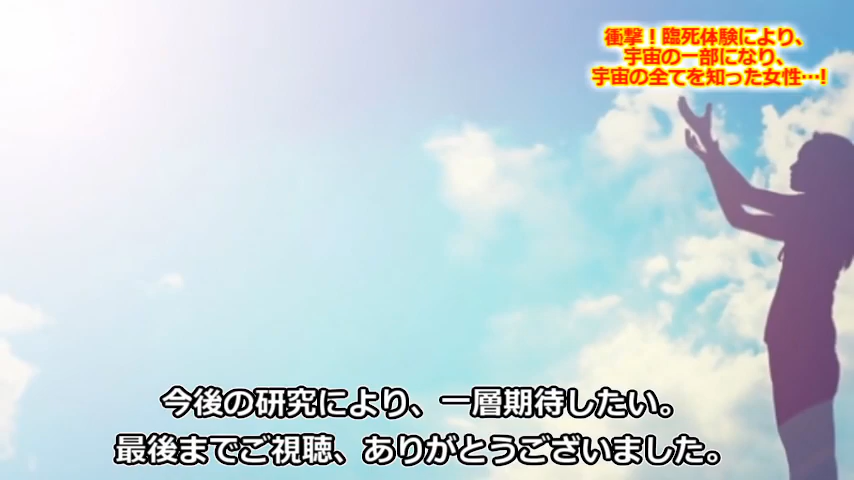 衝撃！臨死体験により、
宇宙の一部になり、
宇宙の全てを知った女性…!
今後の研究により、一層期待したい。
最後までご視聴、ありがとうございました。